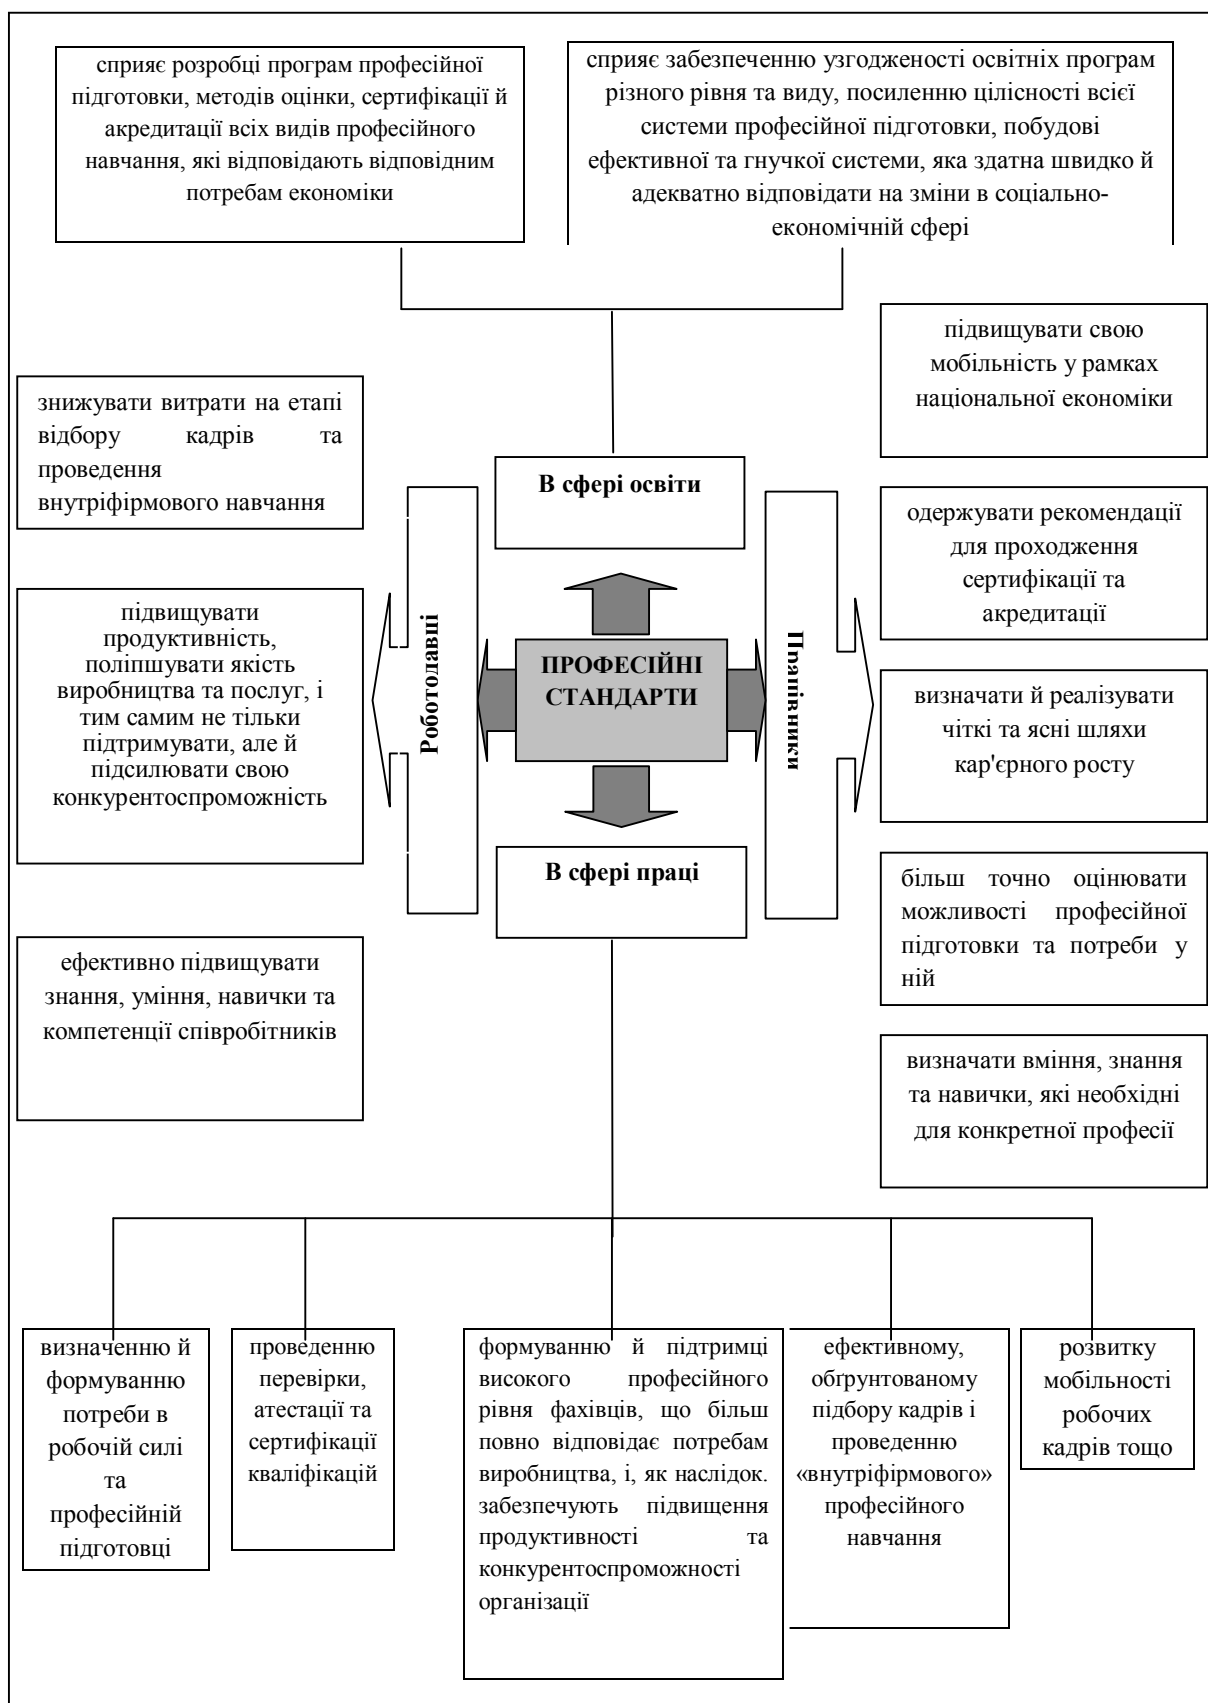 сприяє розробці програм професійної
підготовки, методів оцінки, сертифікації й
акредитації всіх видів професійного
навчання, які відповідають відповідним
потребам економіки
сприяє забезпеченню узгодженості освітніх програм
різного рівня та виду, посиленню цілісності всієї
системи професійної підготовки, побудові
ефективної та гнучкої системи, яка здатна швидко й
адекватно відповідати на зміни в соціально-
економічній сфері
знижувати витрати на етапі
відбору кадрів та
проведення
внутріфірмового навчання
підвищувати
продуктивність,
поліпшувати якість
виробництва та послуг, і
тим самим не тільки
підтримувати, але й
підсилювати свою
конкурентоспроможність
ефективно підвищувати
знання, уміння, навички та
компетенції співробітників
Роботодавці
В сфері освіти
ПРОФЕСІЙНІ
СТАНДАРТИ
В сфері праці
Працівники
підвищувати свою
мобільність у рамках
національної економіки
одержувати рекомендації
для проходження
сертифікації та
акредитації
визначати й реалізувати
чіткі та ясні шляхи
кар'єрного росту
більш точно оцінювати
можливості професійної
підготовки та потреби у
ній
визначати вміння, знання
та навички, які необхідні
для конкретної професії
визначенню й
формуванню
потреби в
робочій силі
та
професійній
підготовці
проведенню
перевірки,
атестації та
сертифікації
кваліфікацій
формуванню й підтримці
високого професійного
рівня фахівців, що більш
повно відповідає потребам
виробництва, і, як наслідок.
забезпечують підвищення
продуктивності та
конкурентоспроможності
організації
ефективному,
обґрунтованому
підбору кадрів і
проведенню
«внутріфірмового»
професійного
навчання
розвитку
мобільності
робочих
кадрів тощо